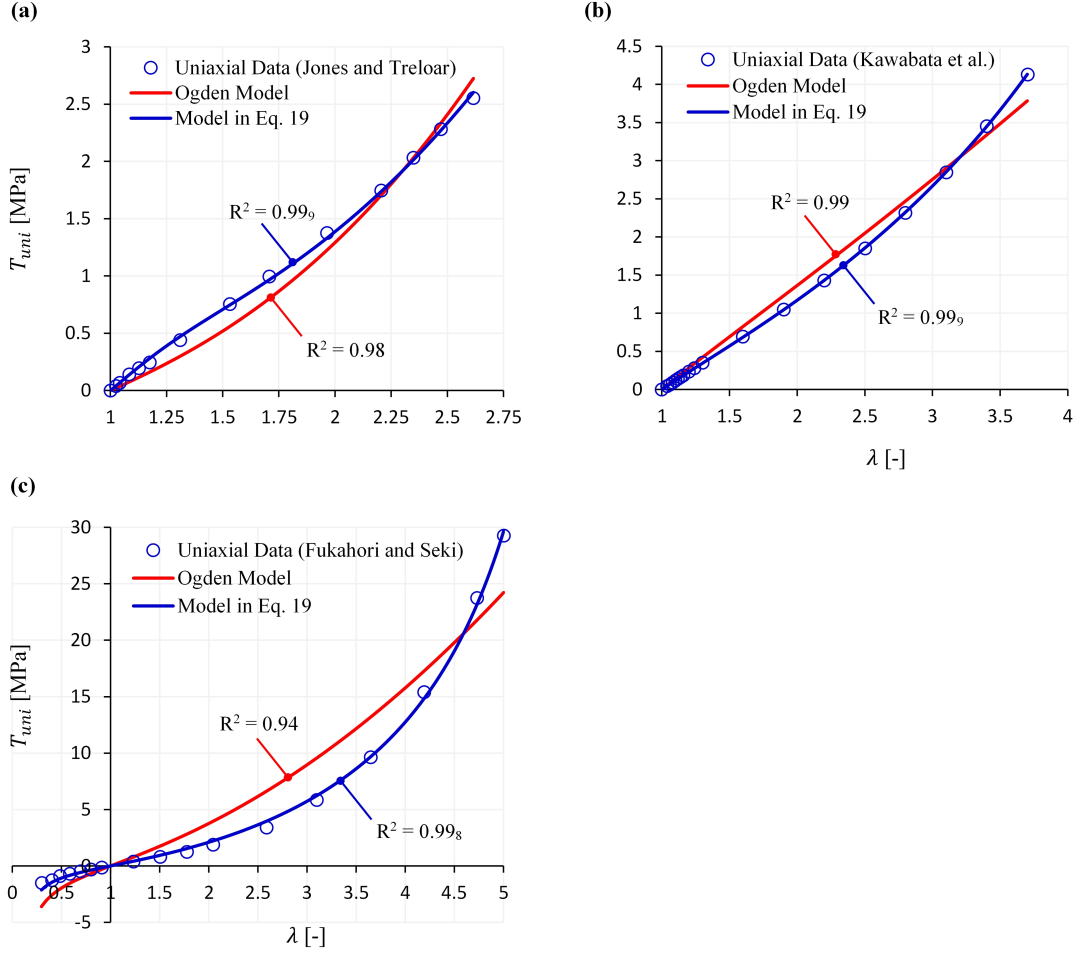 (a)
3
2.5
2
1.5
1
0.5
0
T_uni [MPa]
Uniaxial Data (Jones and Treloar)
Ogden Model
Model in Eq. 19
R² = 0.99₉
R² = 0.98
1 1.25 1.5 1.75 2 2.25 2.5 2.75
(b)
4.5
4
3.5
3
2.5
2
1.5
1
0.5
0
Uniaxial Data (Kawabata et al.)
Ogden Model
Model in Eq. 19
R² = 0.99
R² = 0.99₉
1 1.5 2 2.5 3 3.5 4
λ [-]
(c)
30
25
20
15
10
5
0
-5
T_uni [MPa]
Uniaxial Data (Fukahori and Seki)
Ogden Model
Model in Eq. 19
R² = 0.94
R² = 0.99₈
0 0.5 1 1.5 2 2.5 3 3.5 4 4.5 5
λ [-]